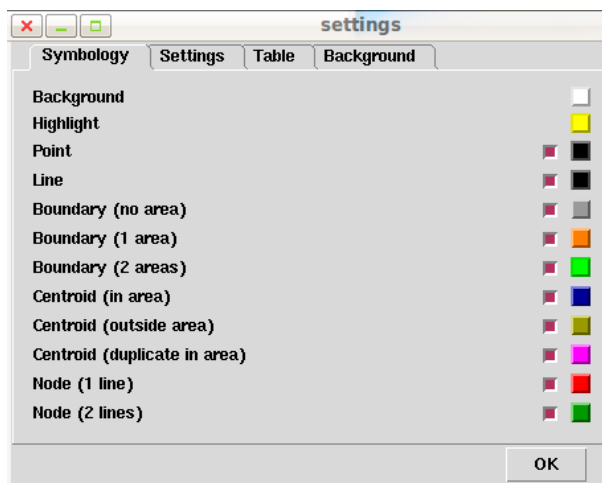 settings
Symbology Settings Table Background
Background
Highlight
Point
Line
Boundary (no area)
Boundary (1 area)
Boundary (2 areas)
Centroid (in area)
Centroid (outside area)
Centroid (duplicate in area)
Node (1 line)
Node (2 lines)
OK